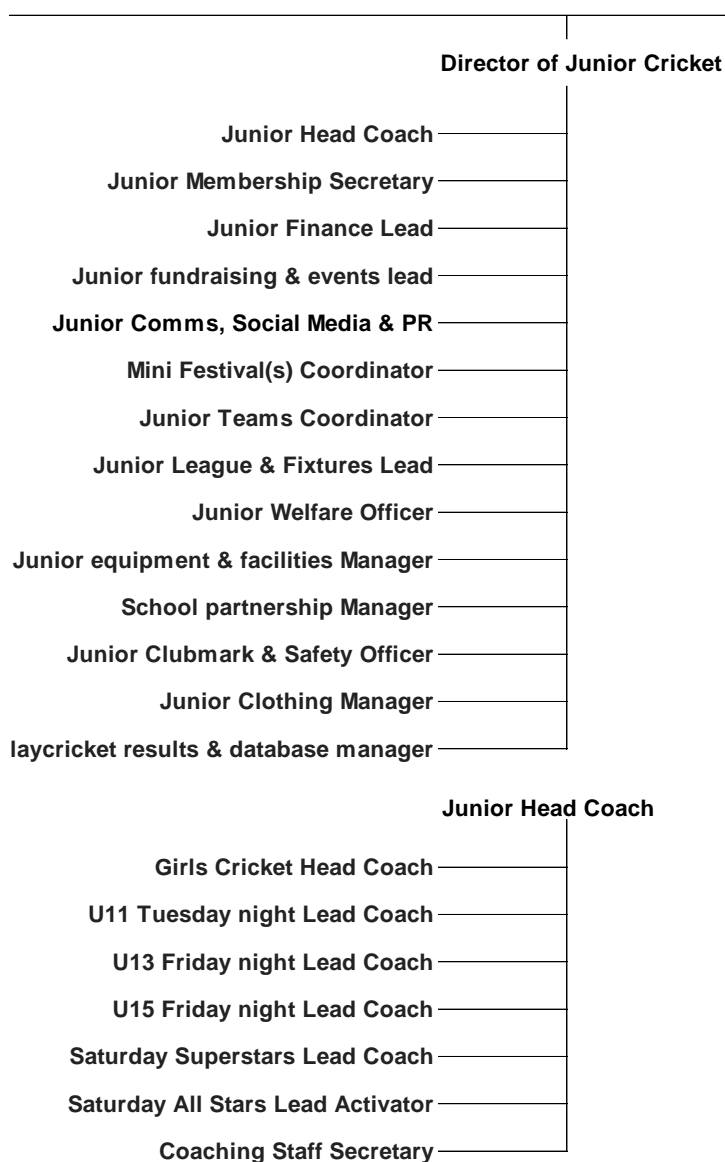 Director of Junior Cricket
Junior Head Coach
Junior Membership Secretary
Junior Finance Lead
Junior fundraising & events lead
Junior Comms, Social Media & PR
Mini Festival(s) Coordinator
Junior Teams Coordinator
Junior League & Fixtures Lead
Junior Welfare Officer
Junior equipment & facilities Manager
School partnership Manager
Junior Clubmark & Safety Officer
Junior Clothing Manager
laycricket results & database manager
Junior Head Coach
Girls Cricket Head Coach
U11 Tuesday night Lead Coach
U13 Friday night Lead Coach
U15 Friday night Lead Coach
Saturday Superstars Lead Coach
Saturday All Stars Lead Activator
Coaching Staff Secretary